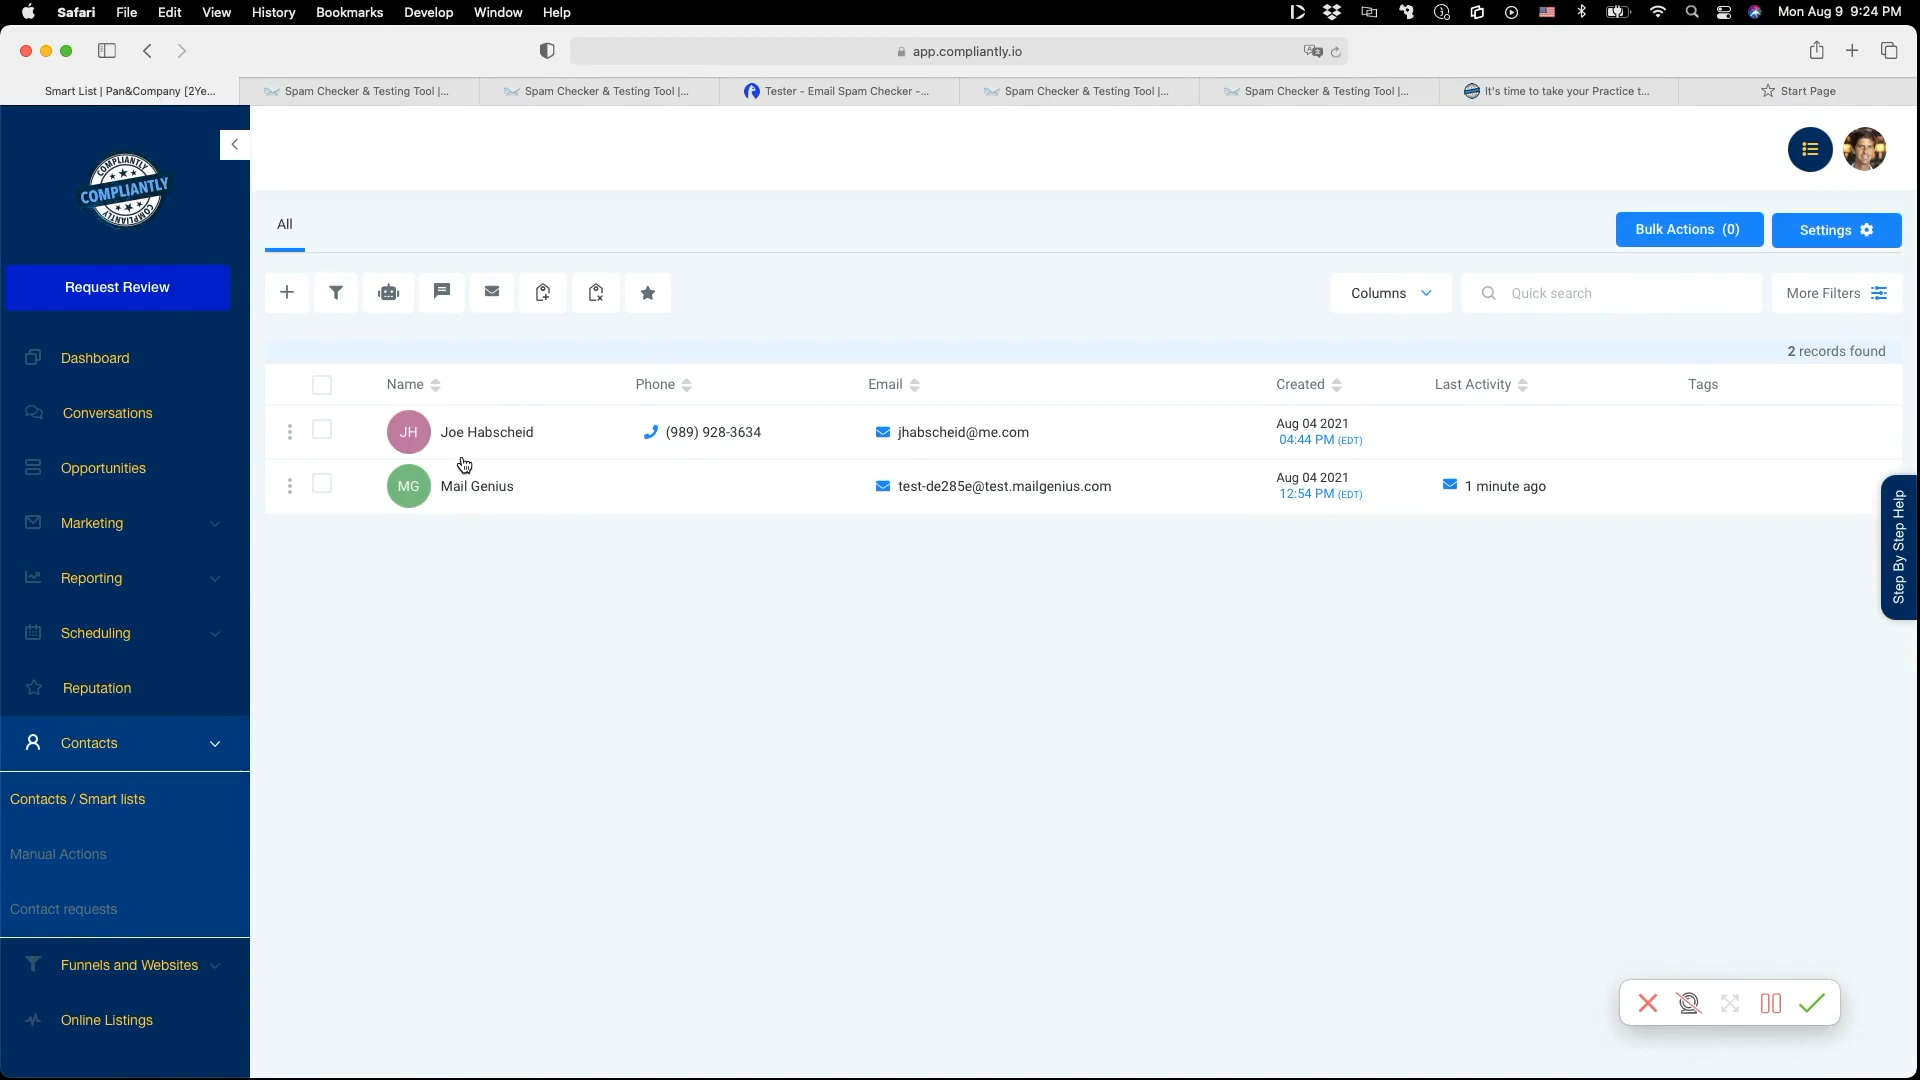 Safari File Edit View History Bookmarks Develop Window Help Mon Aug 9 9:24 PM
app.compliantly.io
Smart List | Pan&Company [2Ye...
Spam Checker & Testing Tool |...
Spam Checker & Testing Tool |...
Tester - Email Spam Checker -...
Spam Checker & Testing Tool |...
Spam Checker & Testing Tool |...
It's time to take your Practice t...
Start Page
COMPLIANTLY
COMPLIANTLY
COMPLIANTLY
Request Review
Dashboard
Conversations
Opportunities
Marketing
Reporting
Scheduling
Reputation
Contacts
Contacts / Smart lists
Manual Actions
Contact requests
Funnels and Websites
Online Listings
All
Bulk Actions (0)
Settings
Columns
Quick search
More Filters
2 records found
Name Phone Email Created Last Activity Tags
JH Joe Habscheid (989) 928-3634 jhabscheid@me.com Aug 04 2021
04:44 PM (EDT)
MG Mail Genius test-de285e@test.mailgenius.com Aug 04 2021
12:54 PM (EDT) 1 minute ago
Step By Step Help